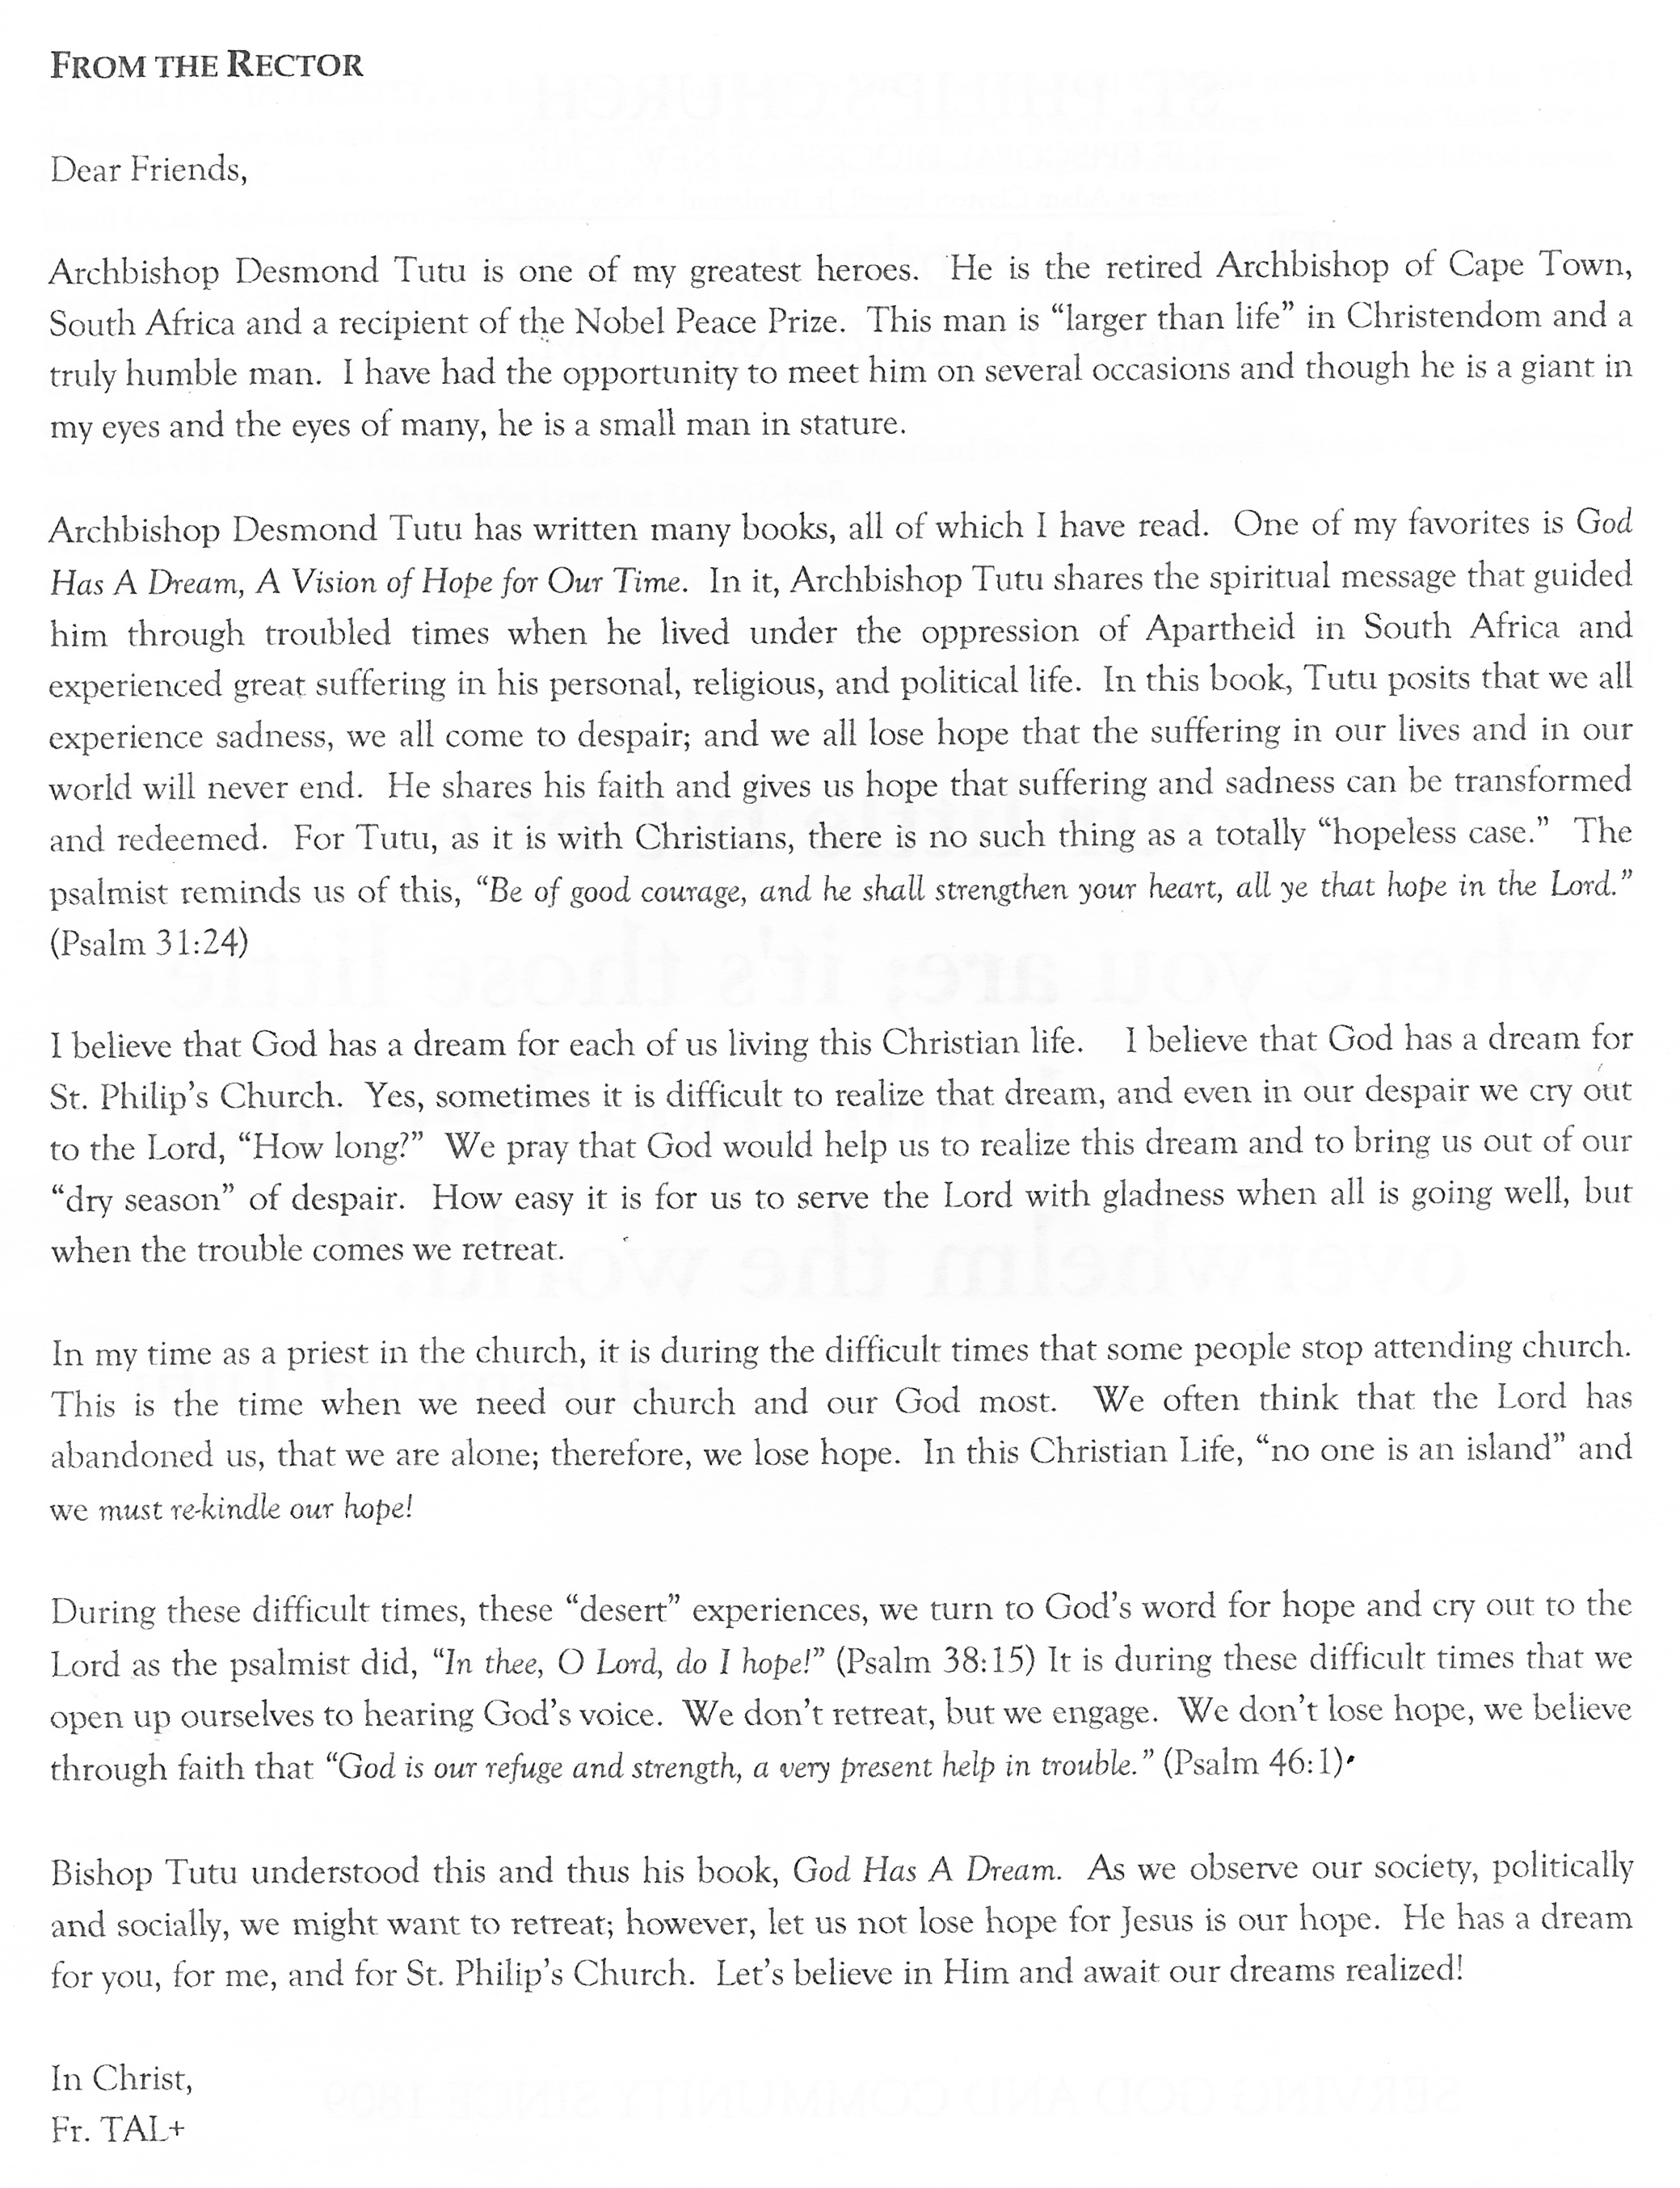 FROM THE RECTOR
Dear Friends,
Archbishop Desmond Tutu is one of my greatest heroes. He is the retired Archbishop of Cape Town,
South Africa and a recipient of the Nobel Peace Prize. This man is “larger than life” in Christendom and a
truly humble man. I have had the opportunity to meet him on several occasions and though he is a giant in
my eyes and the eyes of many, he is a small man in stature.
Archbishop Desmond Tutu has written many books, all of which I have read. One of my favorites is God
Has A Dream, A Vision of Hope for Our Time. In it, Archbishop Tutu shares the spiritual message that guided
him through troubled times when he lived under the oppression of Apartheid in South Africa and
experienced great suffering in his personal, religious, and political life. In this book, Tutu posits that we all
experience sadness, we all come to despair; and we all lose hope that the suffering in our lives and in our
world will never end. He shares his faith and gives us hope that suffering and sadness can be transformed
and redeemed. For Tutu, as it is with Christians, there is no such thing as a totally “hopeless case.” The
psalmist reminds us of this, “Be of good courage, and he shall strengthen your heart, all ye that hope in the Lord.”
(Psalm 31:24)
I believe that God has a dream for each of us living this Christian life. I believe that God has a dream for
St. Philip’s Church. Yes, sometimes it is difficult to realize that dream, and even in our despair we cry out
to the Lord, “How long?” We pray that God would help us to realize this dream and to bring us out of our
“dry season” of despair. How easy it is for us to serve the Lord with gladness when all is going well, but
when the trouble comes we retreat.
In my time as a priest in the church, it is during the difficult times that some people stop attending church.
This is the time when we need our church and our God most. We often think that the Lord has
abandoned us, that we are alone; therefore, we lose hope. In this Christian Life, “no one is an island” and
we must re-kindle our hope!
During these difficult times, these “desert” experiences, we turn to God’s word for hope and cry out to the
Lord as the psalmist did, “In thee, O Lord, do I hope!” (Psalm 38:15) It is during these difficult times that we
open up ourselves to hearing God’s voice. We don’t retreat, but we engage. We don’t lose hope, we believe
through faith that “God is our refuge and strength, a very present help in trouble.” (Psalm 46:1)
Bishop Tutu understood this and thus his book, God Has A Dream. As we observe our society, politically
and socially, we might want to retreat; however, let us not lose hope for Jesus is our hope. He has a dream
for you, for me, and for St. Philip’s Church. Let’s believe in Him and await our dreams realized!
In Christ,
Fr. TAL+